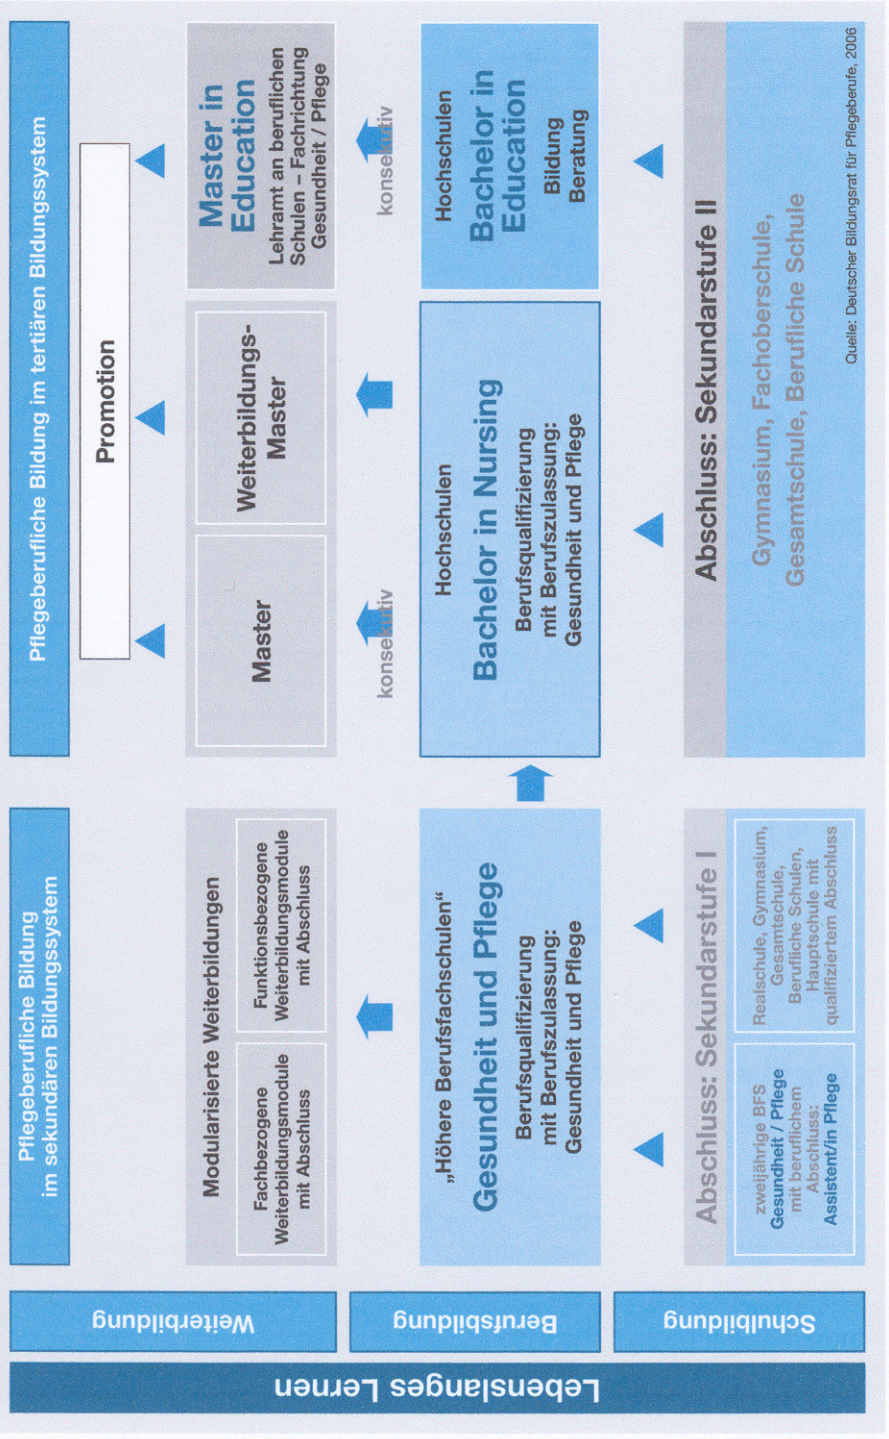 Lebenslanges Lernen
Weiterbildung
Berufsbildung
Schulbildung
Pflegeberufliche Bildung
im sekundären Bildungssystem
Modularisierte Weiterbildungen
Fachbezogene
Weiterbildungsmodule
mit Abschluss
Funktionsbezogene
Weiterbildungsmodule
mit Abschluss
„Höhere Berufsfachschulen“
Gesundheit und Pflege
Berufsqualifizierung
mit Berufszulassung:
Gesundheit und Pflege
Abschluss: Sekundarstufe I
zweijährige BFS
Gesundheit / Pflege
mit beruflichem
Abschluss:
Assistent/in Pflege
Realschule, Gymnasium,
Gesamtschule,
Berufliche Schulen,
Hauptschule mit
qualifiziertem Abschluss
Pflegeberufliche Bildung im tertiären Bildungssystem
Promotion
Master
Weiterbildungs-
Master
Master in
Education
Lehramt an beruflichen
Schulen – Fachrichtung
Gesundheit / Pflege
konsekutiv
konsekutiv
Hochschulen
Bachelor in Nursing
Berufsqualifizierung
mit Berufszulassung:
Gesundheit und Pflege
Hochschulen
Bachelor in
Education
Bildung
Beratung
Abschluss: Sekundarstufe II
Gymnasium, Fachoberschule,
Gesamtschule, Berufliche Schule
Quelle: Deutscher Bildungsrat für Pflegeberufe, 2006